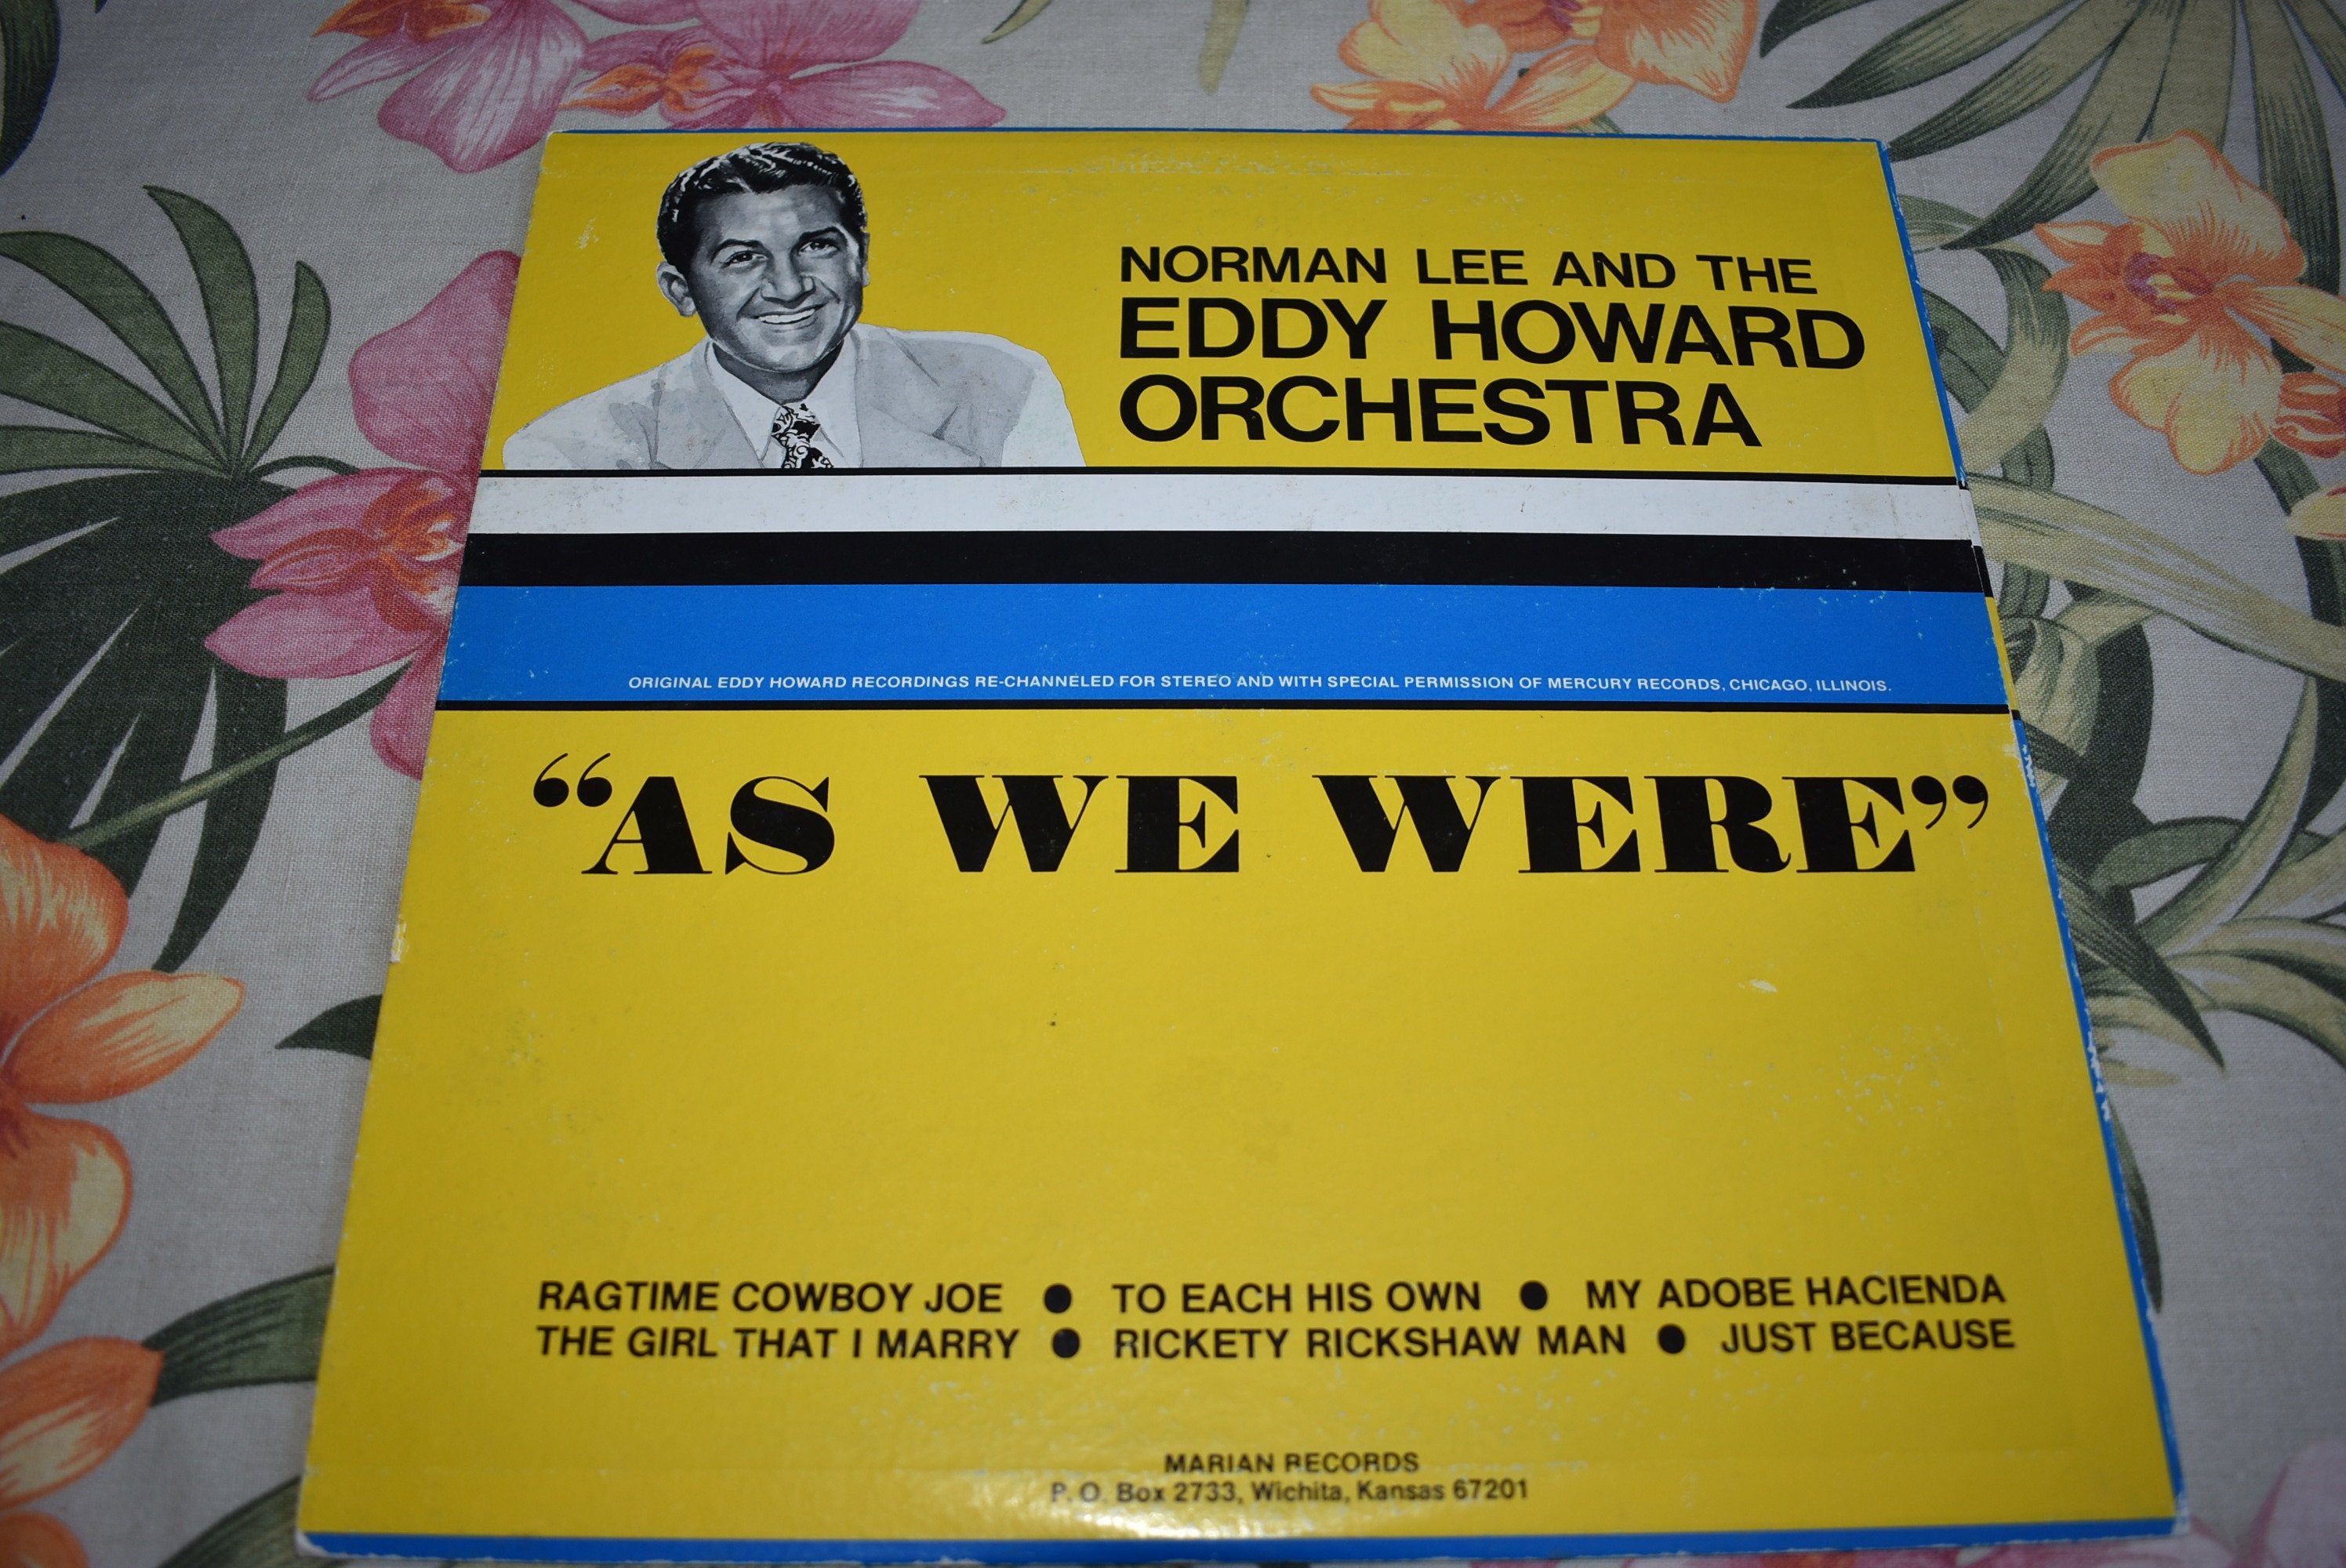 NORMAN LEE AND THE
EDDY HOWARD
ORCHESTRA
ORIGINAL EDDY HOWARD RECORDINGS RE-CHANNELED FOR STEREO AND WITH SPECIAL PERMISSION OF MERCURY RECORDS, CHICAGO, ILLINOIS.
“AS WE WERE”
RAGTIME COWBOY JOE ● TO EACH HIS OWN ● MY ADOBE HACIENDA
THE GIRL THAT I MARRY ● RICKETY RICKSHAW MAN ● JUST BECAUSE
MARIAN RECORDS
P. O. Box 2733, Wichita, Kansas 67201